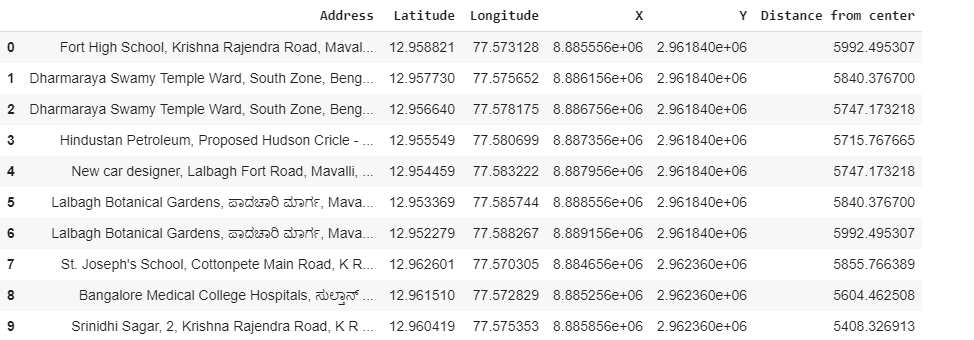 Address Latitude Longitude X Y Distance from center
0 Fort High School, Krishna Rajendra Road, Maval... 12.958821 77.573128 8.885556e+06 2.961840e+06 5992.495307
1 Dharmaraya Swamy Temple Ward, South Zone, Beng... 12.957730 77.575652 8.886156e+06 2.961840e+06 5840.376700
2 Dharmaraya Swamy Temple Ward, South Zone, Beng... 12.956640 77.578175 8.886756e+06 2.961840e+06 5747.173218
3 Hindustan Petroleum, Proposed Hudson Cricle - ... 12.955549 77.580699 8.887356e+06 2.961840e+06 5715.767665
4 New car designer, Lalbagh Fort Road, Mavalli, ... 12.954459 77.583222 8.887956e+06 2.961840e+06 5747.173218
5 Lalbagh Botanical Gardens, ಪಾದಚಾರಿ ಮಾರ್ಗ, Mava... 12.953369 77.585744 8.888556e+06 2.961840e+06 5840.376700
6 Lalbagh Botanical Gardens, ಪಾದಚಾರಿ ಮಾರ್ಗ, Mava... 12.952279 77.588267 8.889156e+06 2.961840e+06 5992.495307
7 St. Joseph's School, Cottonpete Main Road, K R... 12.962601 77.570305 8.884656e+06 2.962360e+06 5855.766389
8 Bangalore Medical College Hospitals, ಸುಲ್ತಾನ್ ... 12.961510 77.572829 8.885256e+06 2.962360e+06 5604.462508
9 Srinidhi Sagar, 2, Krishna Rajendra Road, K R ... 12.960419 77.575353 8.885856e+06 2.962360e+06 5408.326913